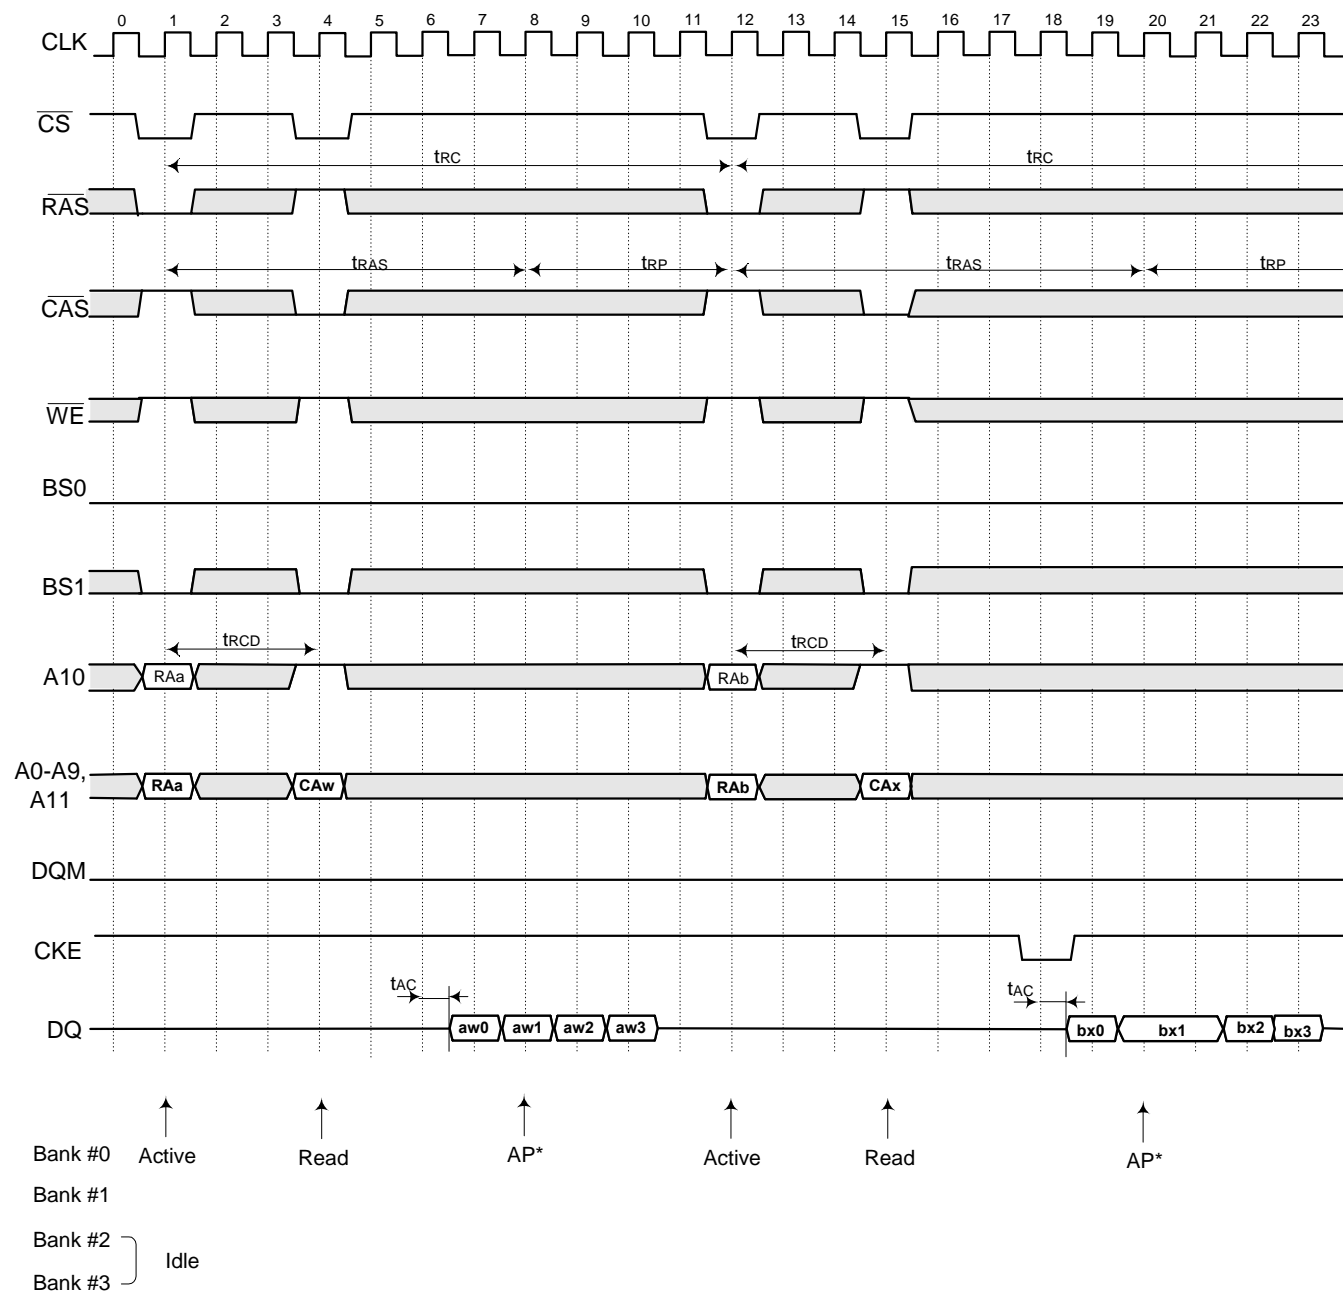 0 1 2 3 4 5 6 7 8 9 10 11 12 13 14 15 16 17 18 19 20 21 22 23
CLK
CS
tRC tRC
RAS
tRAS tRP tRAS tRP
CAS
WE
BS0
BS1
tRCD tRCD
A10 RAa RAb
A0-A9,
A11 RAa CAw RAb CAx
DQM
CKE
tAC tAC
DQ aw0 aw1 aw2 aw3 bx0 bx1 bx2 bx3
Bank #0 Active Read AP* Active Read AP*
Bank #1
Bank #2
Idle
Bank #3